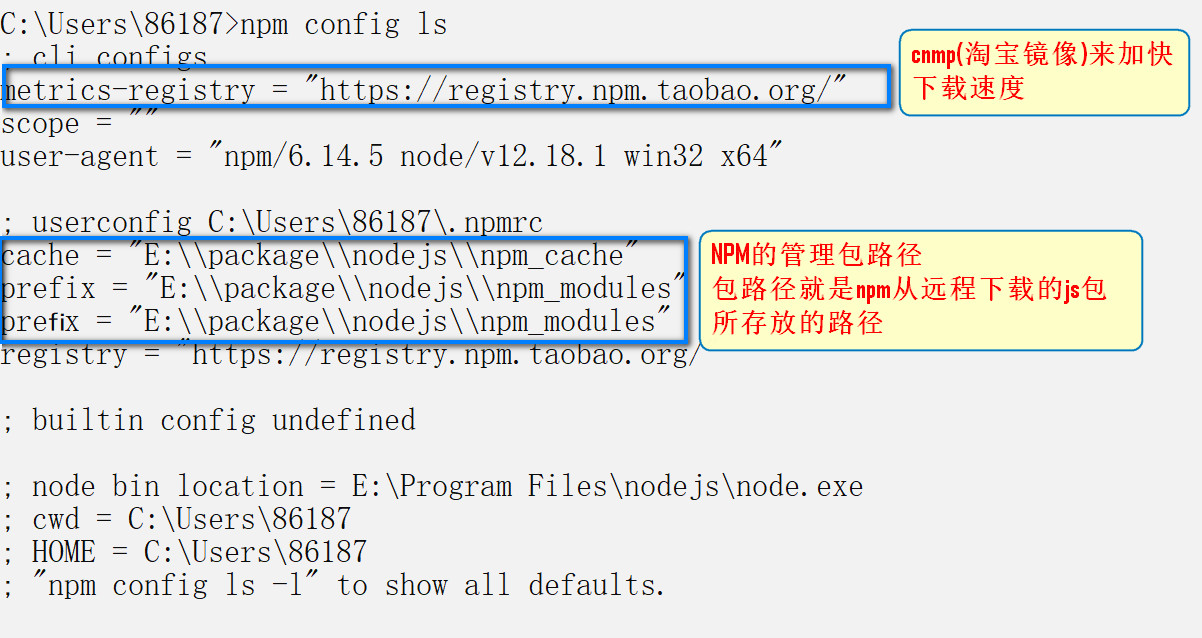 C:\Users\86187>npm config ls
; cli configs
metrics-registry = "https://registry.npm.taobao.org/"
scope = ""
user-agent = "npm/6.14.5 node/v12.18.1 win32 x64"
cnmp(淘宝镜像)来加快
下载速度
; userconfig C:\Users\86187\.npmrc
cache = "E:\\package\\nodejs\\npm_cache"
prefix = "E:\\package\\nodejs\\npm_modules"
prefix = "E:\\package\\nodejs\\npm_modules"
registry = "https://registry.npm.taobao.org/
NPM的管理包路径
包路径就是npm从远程下载的js包
所存放的路径
; builtin config undefined
; node bin location = E:\Program Files\nodejs\node.exe
; cwd = C:\Users\86187
; HOME = C:\Users\86187
; "npm config ls -l" to show all defaults.